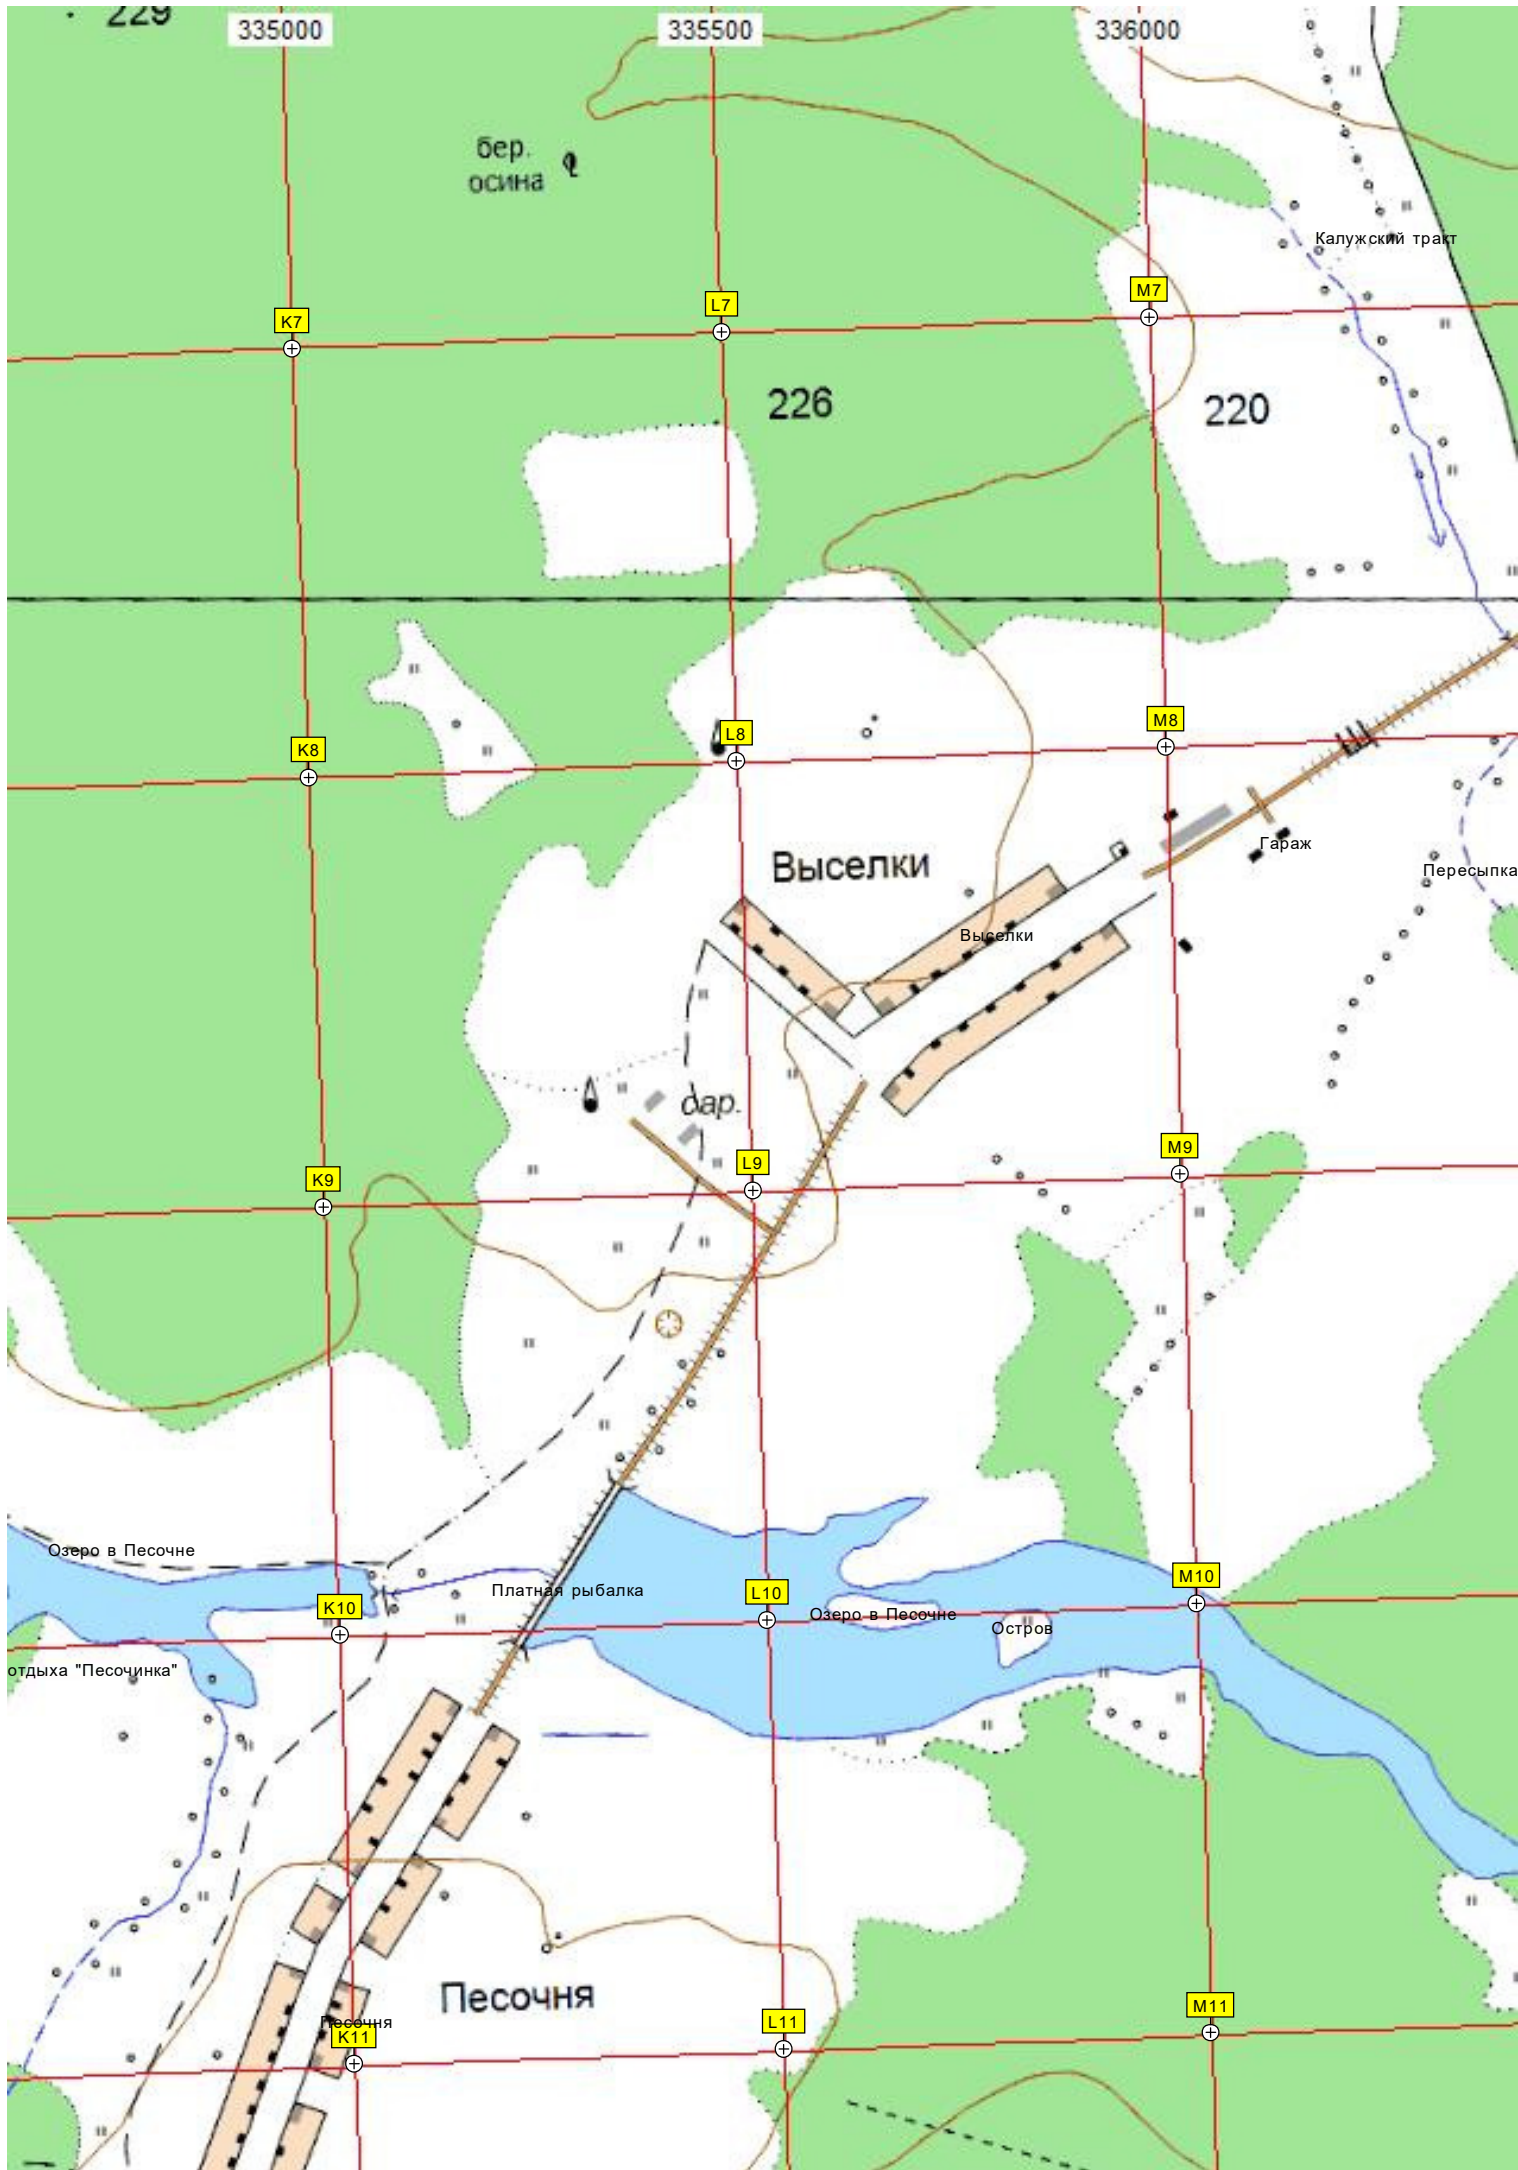 229
335000
335500
336000
бер.
осина
Калужский тракт
K7
L7
M7
226
220
K8
L8
M8
Гараж
Выселки
Пересыпка
Выселки
сар.
K9
L9
M9
Озеро в Песочне
Платная рыбалка
K10
L10
M10
Озеро в Песочне
Остров
отдыха "Песочинка"
Песочня
Песочня
K11
L11
M11